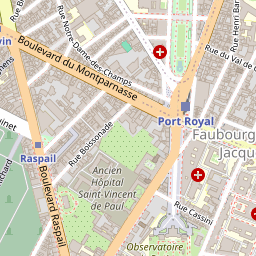 Rue Notre-Dame-des-Champs
Boulevard du Montparnasse
Rue Henri Bar
Rue du Val de
Port Royal
Faubourg
Jacqu
Raspail
Rue Boissonade
Boulevard Raspail
Ancien
Hôpital
Saint-Vincent
de Paul
Rue Cassini
Observatoire